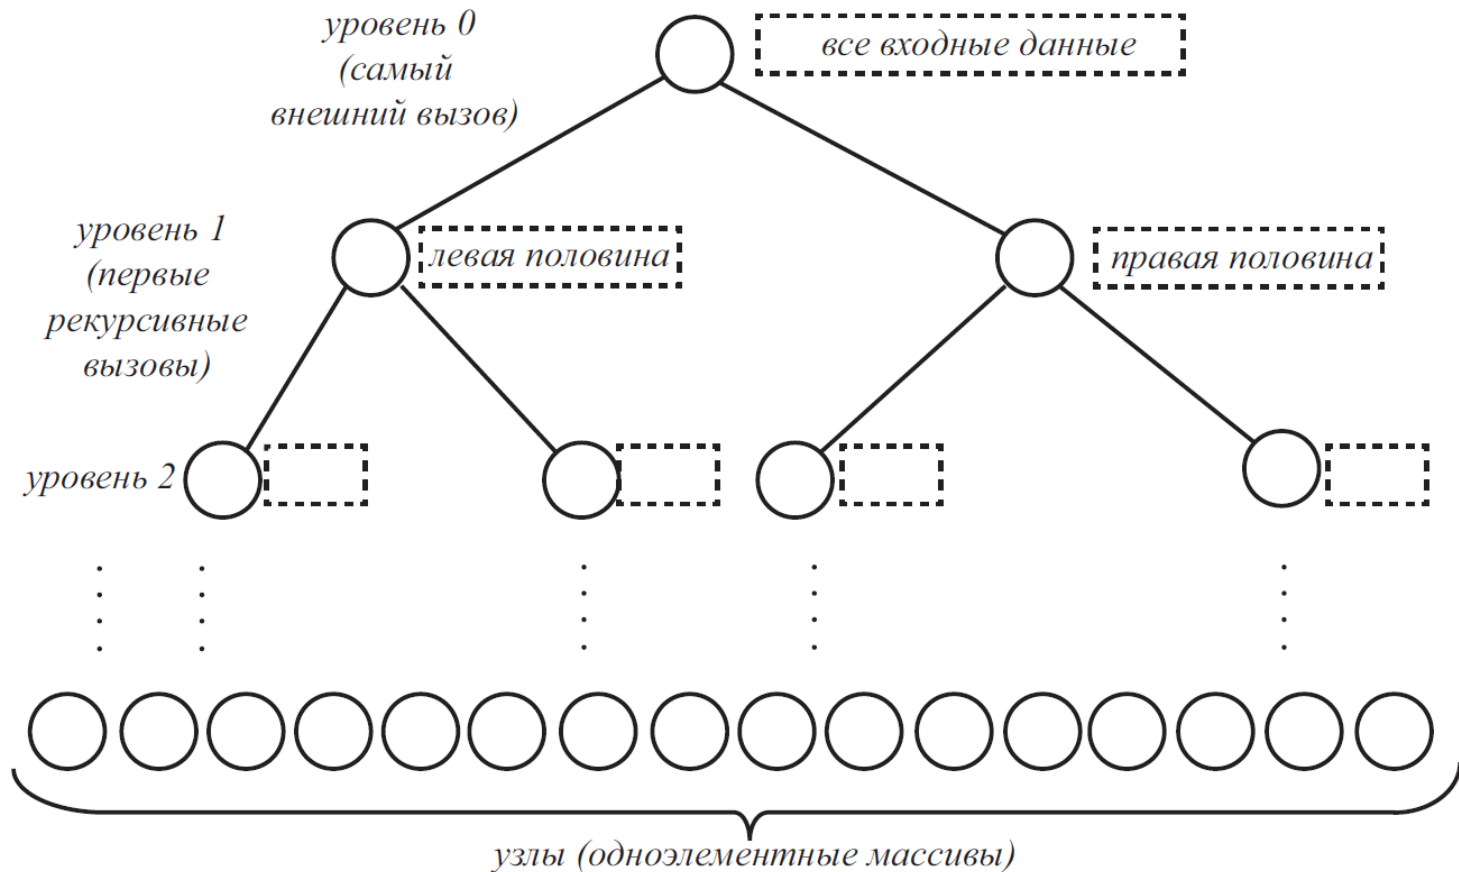 уровень 0
(самый
внешний вызов)
все входные данные
уровень 1
(первые
рекурсивные
вызовы)
левая половина
правая половина
уровень 2
узлы (одноэлементные массивы)